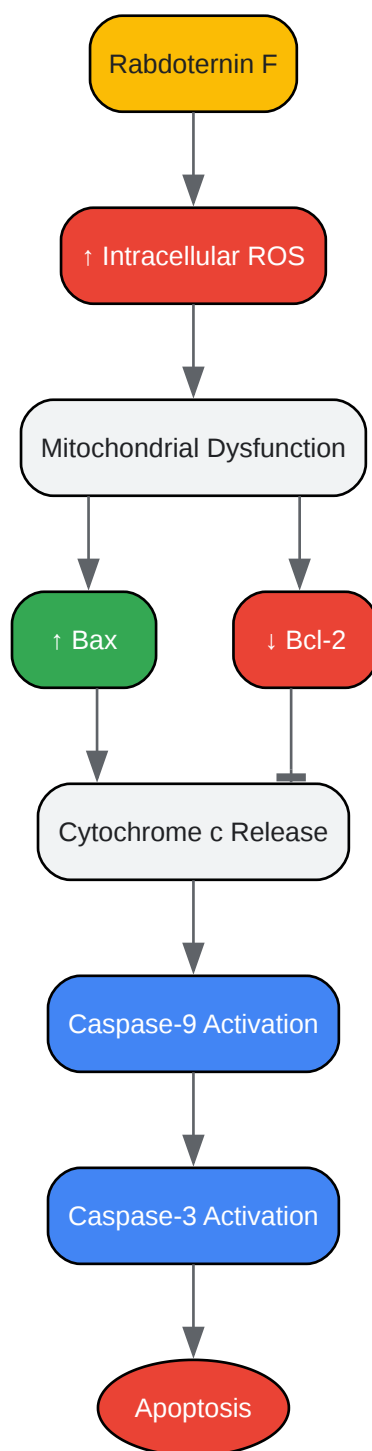 Rabdoternin F
↑ Intracellular ROS
Mitochondrial Dysfunction
↑ Bax
↓ Bcl-2
Cytochrome c Release
Caspase-9 Activation
Caspase-3 Activation
Apoptosis